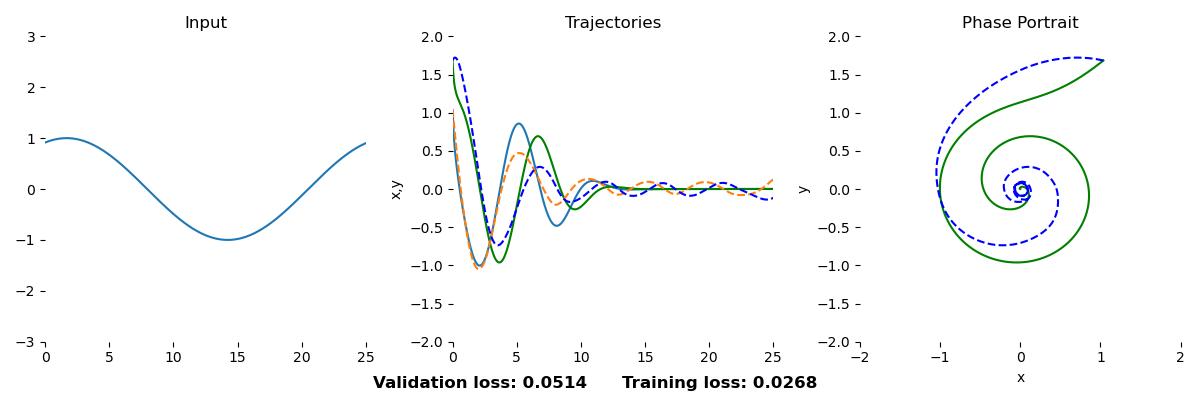 Input
Trajectories
Phase Portrait
3
2
1
0
−1
−2
−3
0 5 10 15 20 25
x,y
2.0
1.5
1.0
0.5
0.0
−0.5
−1.0
−1.5
−2.0
0 5 10 15 20 25
y
2.0
1.5
1.0
0.5
0.0
−0.5
−1.0
−1.5
−2.0
−2 −1 0 1 2
x
Validation loss: 0.0514 Training loss: 0.0268